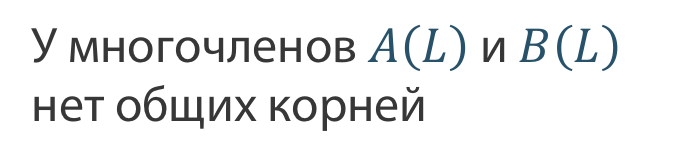 У многочленов A(L) и B(L)
нет общих корней